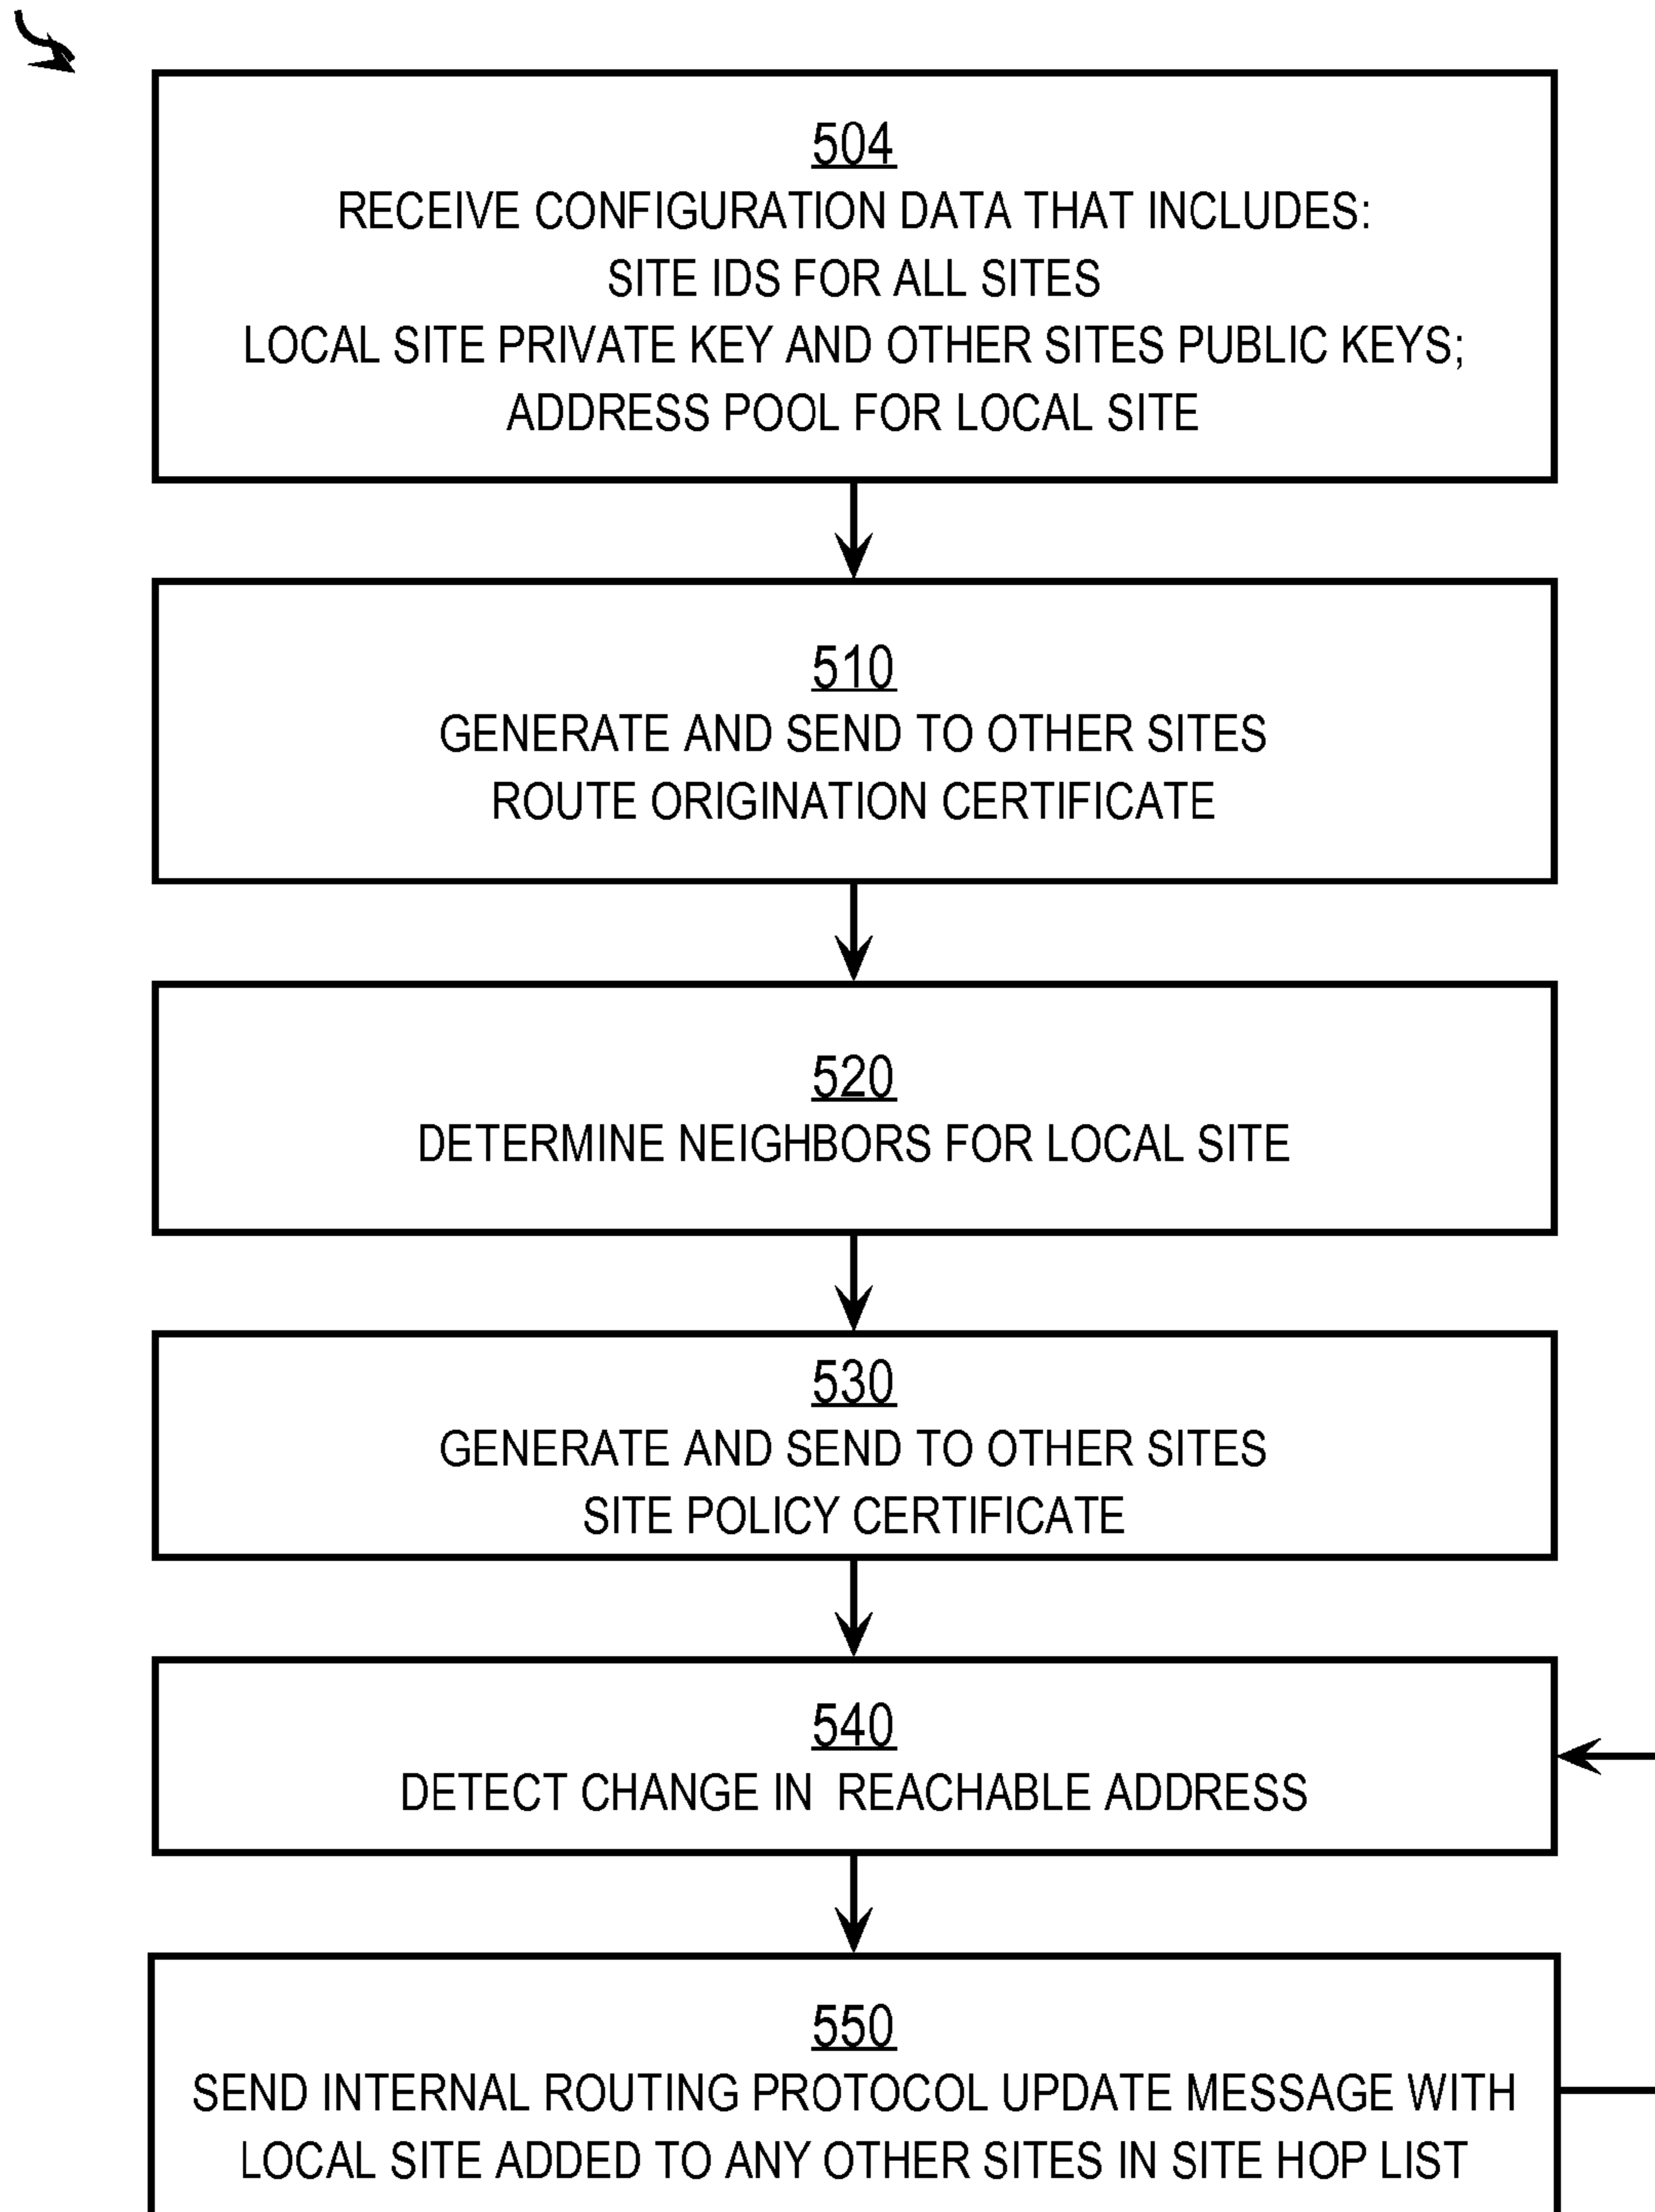 504
RECEIVE CONFIGURATION DATA THAT INCLUDES:
SITE IDS FOR ALL SITES
LOCAL SITE PRIVATE KEY AND OTHER SITES PUBLIC KEYS;
ADDRESS POOL FOR LOCAL SITE
510
GENERATE AND SEND TO OTHER SITES
ROUTE ORIGINATION CERTIFICATE
520
DETERMINE NEIGHBORS FOR LOCAL SITE
530
GENERATE AND SEND TO OTHER SITES
SITE POLICY CERTIFICATE
540
DETECT CHANGE IN REACHABLE ADDRESS
550
SEND INTERNAL ROUTING PROTOCOL UPDATE MESSAGE WITH
LOCAL SITE ADDED TO ANY OTHER SITES IN SITE HOP LIST